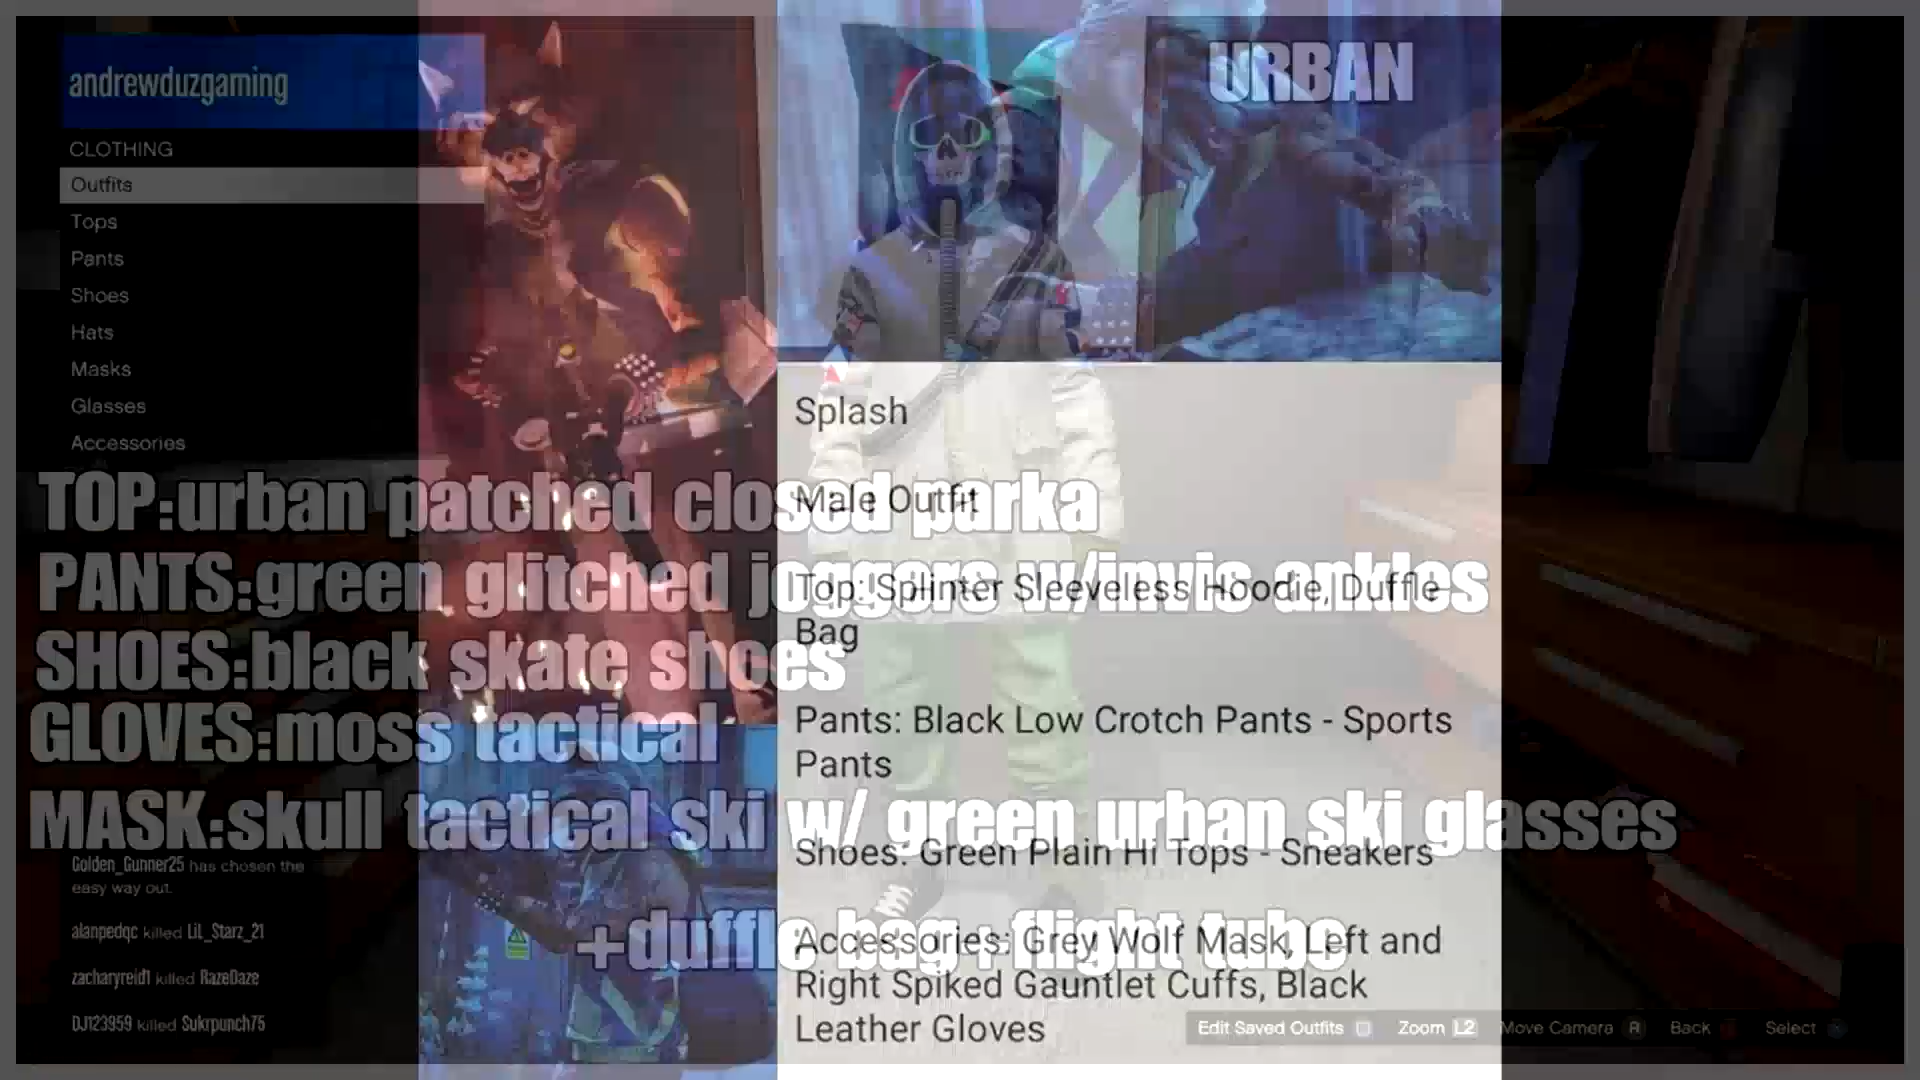 andrewduzgaming
URBAN
CLOTHING
Outfits
Tops
Pants
Shoes
Hats
Masks
Glasses
Accessories
Splash
Male Outfit
Top: Splinter Sleeveless Hoodie, Duffle
Bag
Pants: Black Low Crotch Pants - Sports
Pants
Shoes: Green Plain Hi Tops - Sneakers
Accessories: Grey Wolf Mask, Left and
Right Spiked Gauntlet Cuffs, Black
Leather Gloves
TOP:urban patched closed parka
PANTS:green glitched joggers w/invis ankles
SHOES:black skate shoes
GLOVES:moss tactical
MASK:skull tactical ski w/ green urban ski glasses
+duffle bag+flight tube
Golden_Gunner25 has chosen the
easy way out.
alanpedqc killed LiL_Starz_21
zacharyreid1 killed RazeDaze
DJ123959 killed Sukrpunch75
Edit Saved Outfits Zoom L2 Move Camera R Back Select